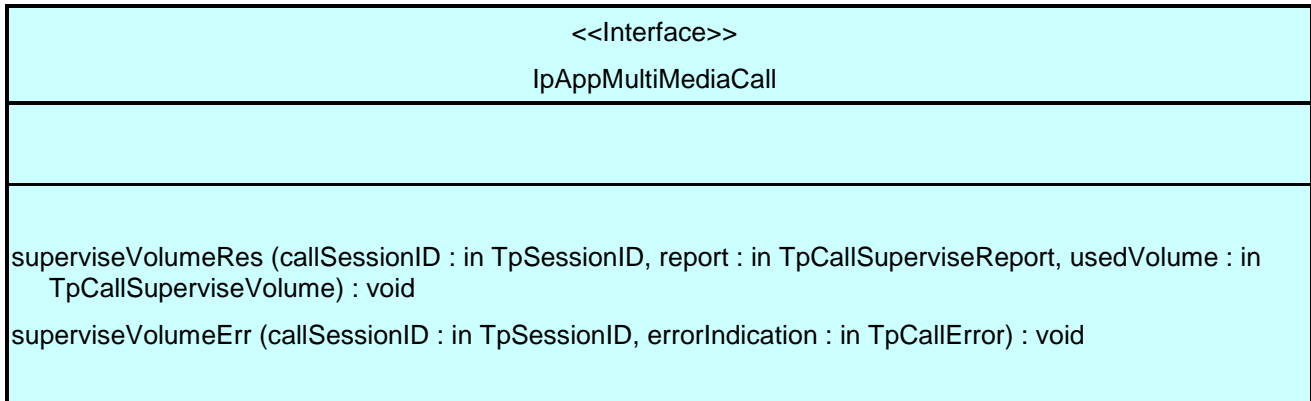 <<Interface>>
IpAppMultiMediaCall
superviseVolumeRes (callSessionID : in TpSessionID, report : in TpCallSuperviseReport, usedVolume : in
TpCallSuperviseVolume) : void
superviseVolumeErr (callSessionID : in TpSessionID, errorIndication : in TpCallError) : void